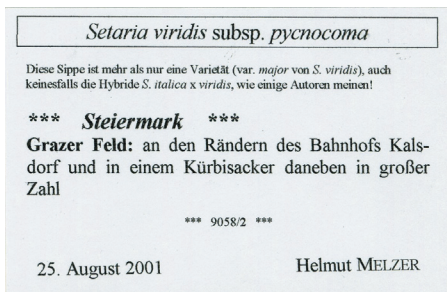 Setaria viridis subsp. pycnocoma
Diese Sippe ist mehr als nur eine Varietät (var. major von S. viridis), auch
keinesfalls die Hybride S. italica x viridis, wie einige Autoren meinen!
*** Steiermark ***
Grazer Feld: an den Rändern des Bahnhofs Kals-
dorf und in einem Kürbisacker daneben in großer
Zahl
*** 9058/2 ***
25. August 2001 Helmut MELZER